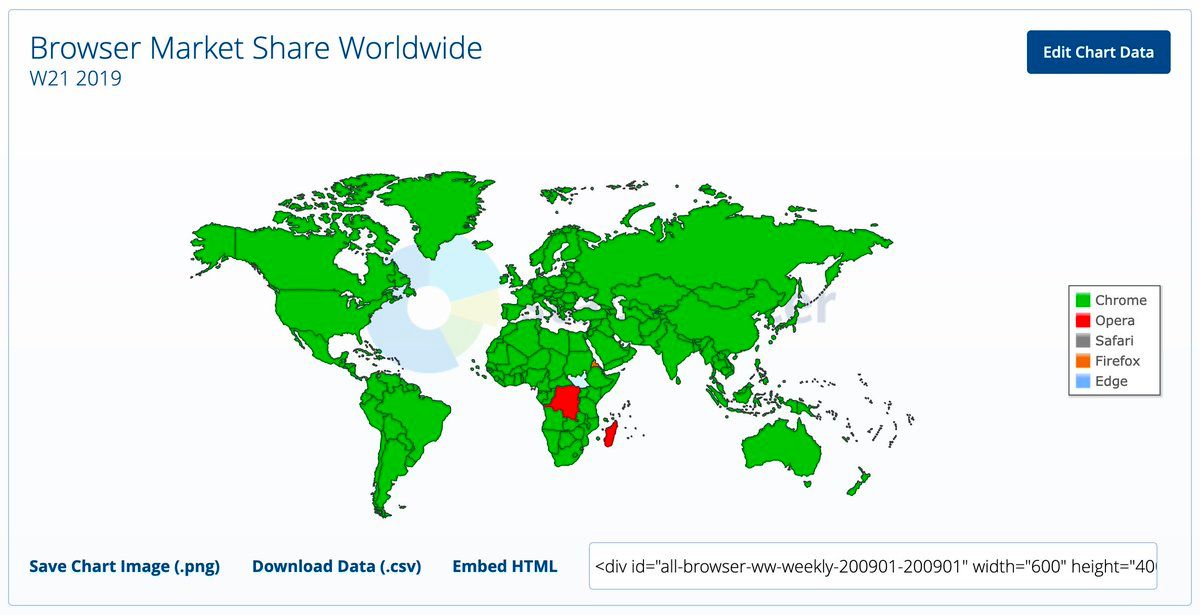 Browser Market Share Worldwide
W21 2019
Edit Chart Data
Chrome
Opera
Safari
Firefox
Edge
Save Chart Image (.png)
Download Data (.csv)
Embed HTML
<div id="all-browser-ww-weekly-200901-200901" width="600" height="40